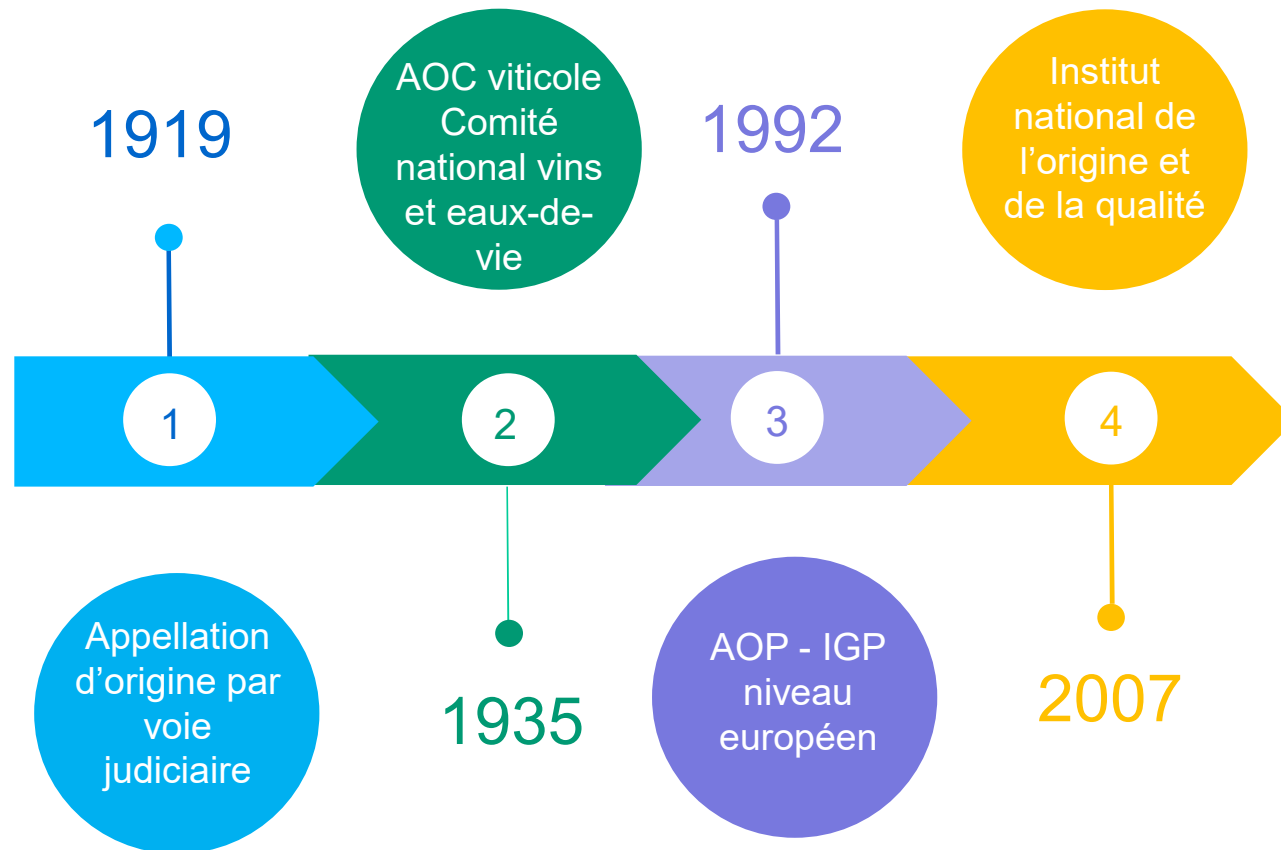 1919
AOC viticole
Comité
national vins
et eaux-de-
vie
1992
Institut
national de
l’origine et
de la qualité
1
2
3
4
Appellation
d’origine par
voie
judiciaire
1935
AOP - IGP
niveau
européen
2007